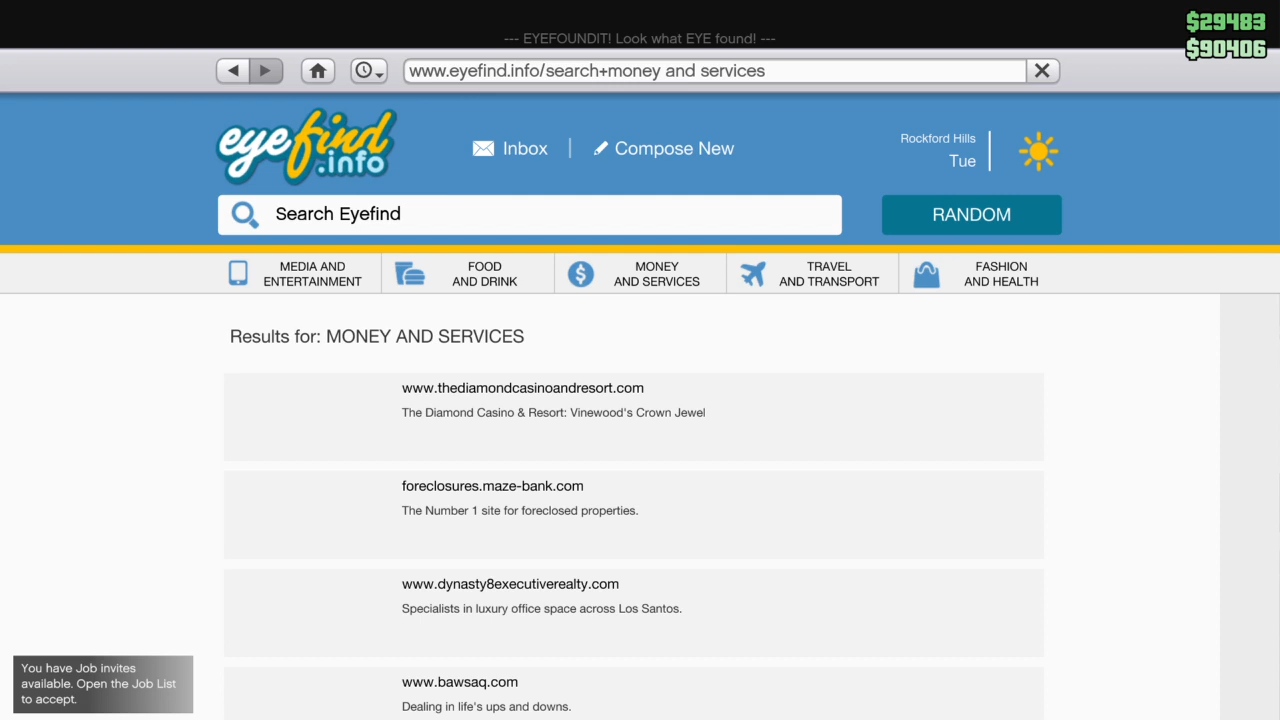 $29483
--- EYEFOUNDIT! Look what EYE found! ---
$90406
www.eyefind.info/search+money and services
eyefind
.info
Inbox
Compose New
Rockford Hills
Tue
Search Eyefind
RANDOM
MEDIA AND
ENTERTAINMENT
FOOD
AND DRINK
MONEY
AND SERVICES
TRAVEL
AND TRANSPORT
FASHION
AND HEALTH
Results for: MONEY AND SERVICES
www.thediamondcasinoandresort.com
The Diamond Casino & Resort: Vinewood's Crown Jewel
foreclosures.maze-bank.com
The Number 1 site for foreclosed properties.
www.dynasty8executiverealty.com
Specialists in luxury office space across Los Santos.
www.bawsaq.com
Dealing in life's ups and downs.
You have Job invites
available. Open the Job List
to accept.